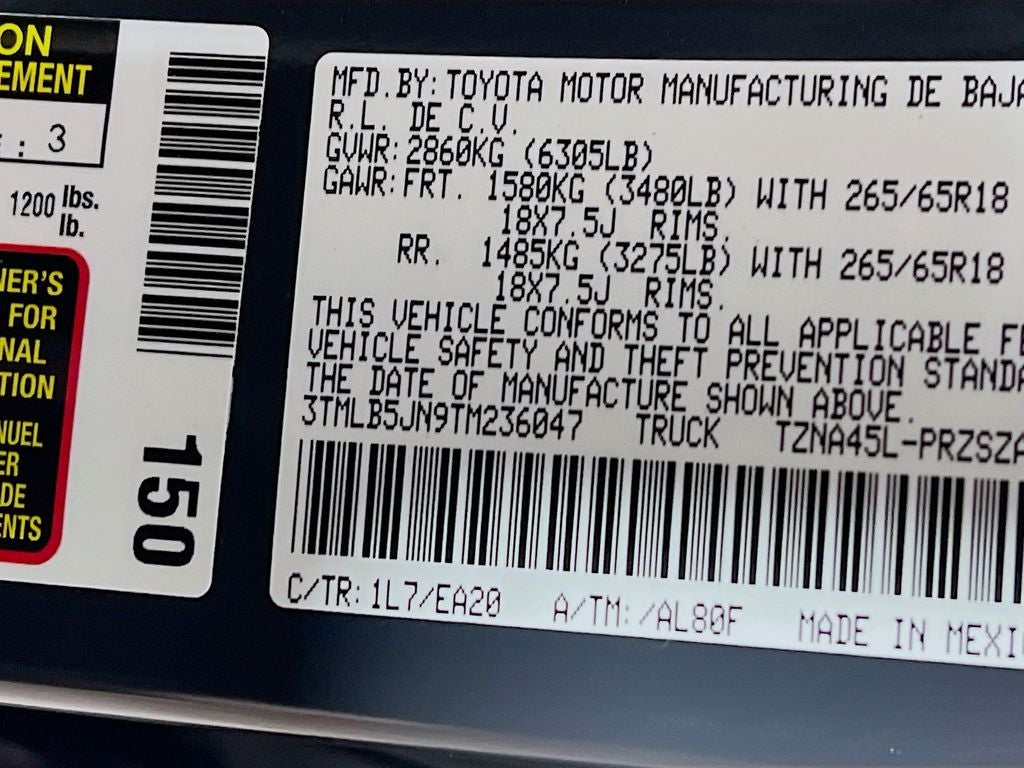 ON
EMENT
: 3
1200 lbs.
lb.
NER'S
FOR
NAL
TION
NUEL
ER
DE
ENTS
150
MFD.BY:TOYOTA MOTOR MANUFACTURING DE BAJA
R.L. DE C.V.
GVWR:2860KG (6305LB)
GAWR:FRT. 1580KG (3480LB) WITH 265/65R18
18X7.5J RIMS.
RR. 1485KG (3275LB) WITH 265/65R18
18X7.5J RIMS.
THIS VEHICLE CONFORMS TO ALL APPLICABLE FE
VEHICLE SAFETY AND THEFT PREVENTION STANDA
THE DATE OF MANUFACTURE SHOWN ABOVE.
3TMLB5JN9TM236047 TRUCK TZNA45L-PRZSZA
C/TR:1L7/EA20 A/TM:/AL80F MADE IN MEXIC